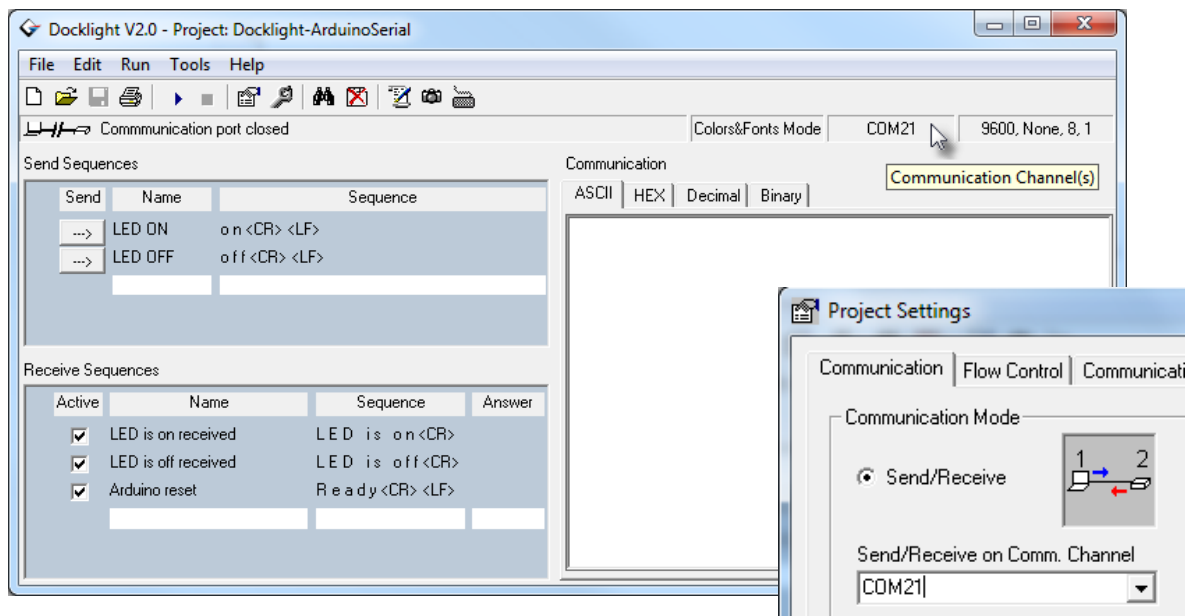 Docklight V2.0 - Project: Docklight-ArduinoSerial
File Edit Run Tools Help
Commmunication port closed
Colors&Fonts Mode
COM21
9600, None, 8, 1
Communication Channel(s)
Send Sequences
Send Name Sequence
---> LED ON on<CR><LF>
---> LED OFF off<CR><LF>
Communication
ASCII HEX Decimal Binary
Receive Sequences
Active Name Sequence Answer
LED is on received LED is on<CR>
LED is off received LED is off<CR>
Arduino reset Ready<CR><LF>
Project Settings
Communication Flow Control Communicati
Communication Mode
Send/Receive
1 2
Send/Receive on Comm. Channel
COM21